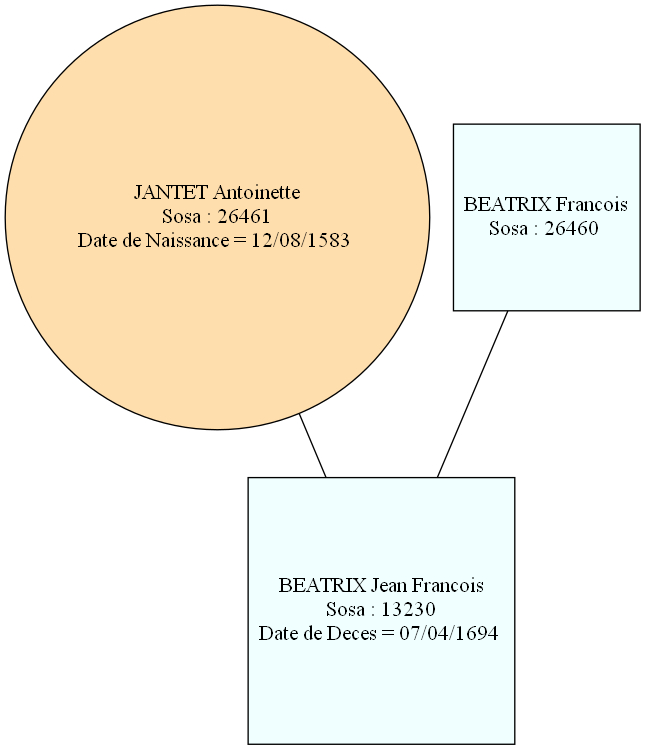 JANTET Antoinette
Sosa : 26461
Date de Naissance = 12/08/1583
BEATRIX Francois
Sosa : 26460
BEATRIX Jean Francois
Sosa : 13230
Date de Deces = 07/04/1694